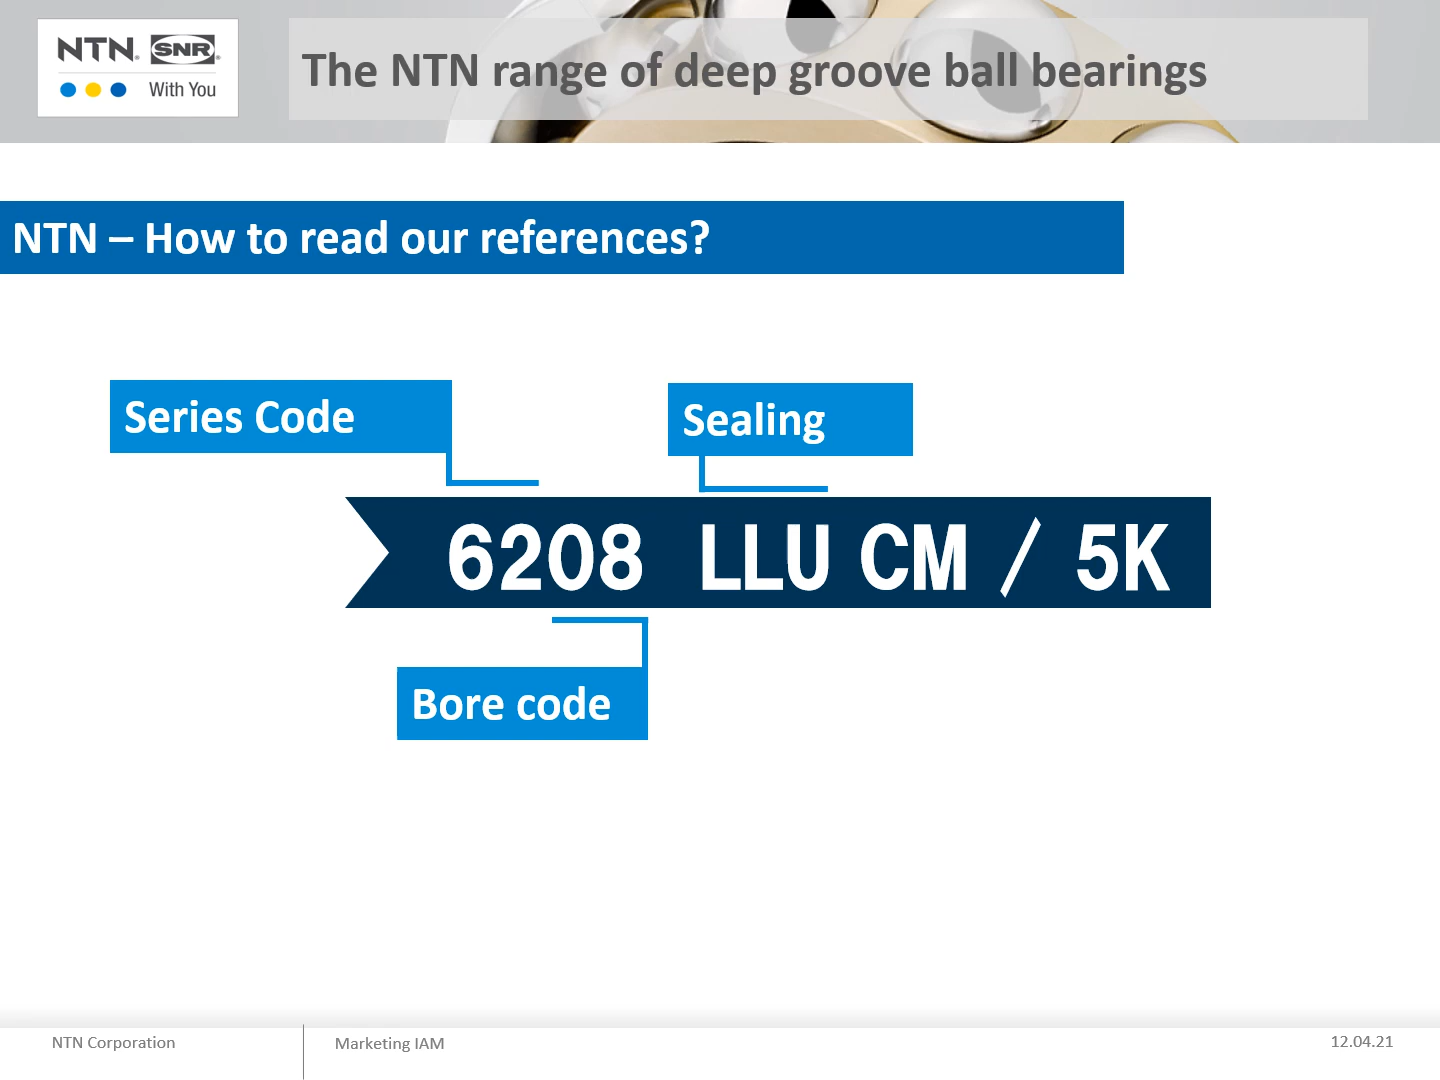 NTN SNR
With You
The NTN range of deep groove ball bearings
NTN – How to read our references?
Series Code
Sealing
6208 LLU CM / 5K
Bore code
NTN Corporation
Marketing IAM
12.04.21